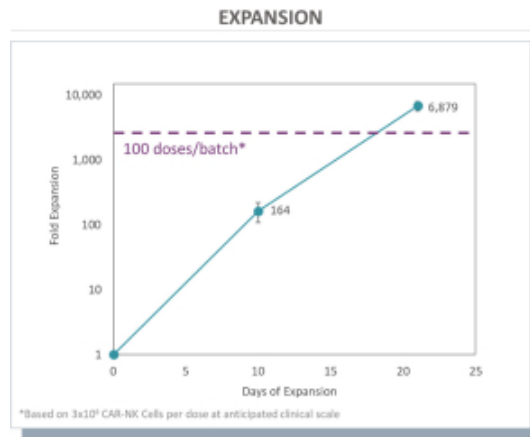 EXPANSION
10,000
1,000
100
10
1
Fold Expansion
100 doses/batch*
6,879
164
0 5 10 15 20 25
Days of Expansion
*Based on 3x10⁹ CAR-NK Cells per dose at anticipated clinical scale